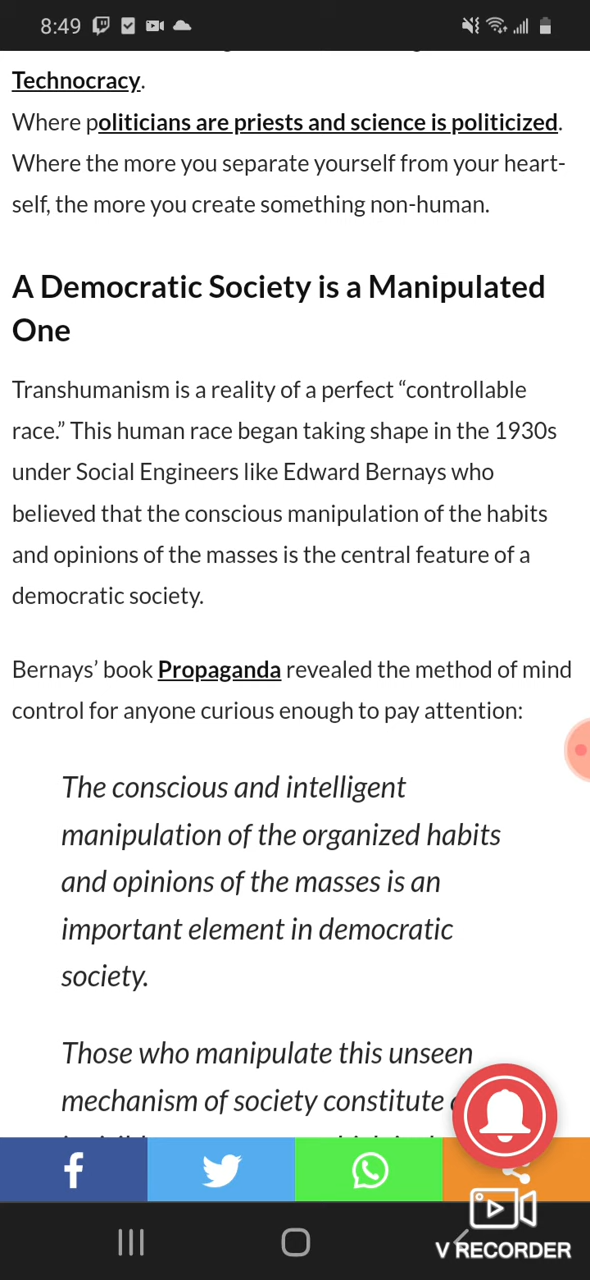 8:49
Technocracy.
Where politicians are priests and science is politicized.
Where the more you separate yourself from your heart-
self, the more you create something non-human.
A Democratic Society is a Manipulated
One
Transhumanism is a reality of a perfect “controllable
race.” This human race began taking shape in the 1930s
under Social Engineers like Edward Bernays who
believed that the conscious manipulation of the habits
and opinions of the masses is the central feature of a
democratic society.
Bernays’ book Propaganda revealed the method of mind
control for anyone curious enough to pay attention:
The conscious and intelligent
manipulation of the organized habits
and opinions of the masses is an
important element in democratic
society.
Those who manipulate this unseen
mechanism of society constitute
V RECORDER